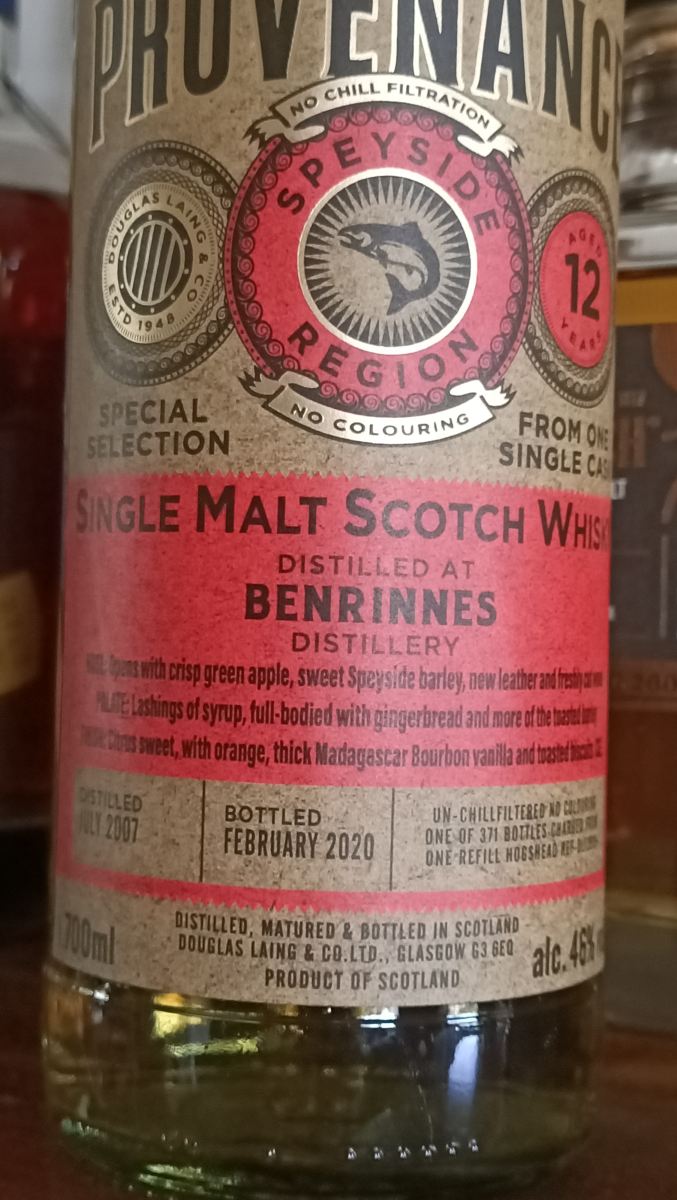 PROVENANC
NO CHILL FILTRATION
SPEYSIDE
REGION
NO COLOURING
DOUGLAS LAING & CO
ESTD 1948
AGED
12
YEARS
SPECIAL
SELECTION
FROM ONE
SINGLE CAS
SINGLE MALT SCOTCH WHISK
DISTILLED AT
BENRINNES
DISTILLERY
Opens with crisp green apple, sweet Speyside barley, new leather and freshly cut
PALATE: Lashings of syrup, full-bodied with gingerbread and more of the toasted barley
Citrus sweet, with orange, thick Madagascar Bourbon vanilla and toasted biscuits.
DISTILLED
JULY 2007
BOTTLED
FEBRUARY 2020
UN-CHILLFILTERED NO COLOURING
ONE OF 371 BOTTLES CHARGED FROM
ONE REFILL HOGSHEAD
700ml
DISTILLED, MATURED & BOTTLED IN SCOTLAND
DOUGLAS LAING & CO.LTD., GLASGOW G3 6EQ
PRODUCT OF SCOTLAND
alc. 46%